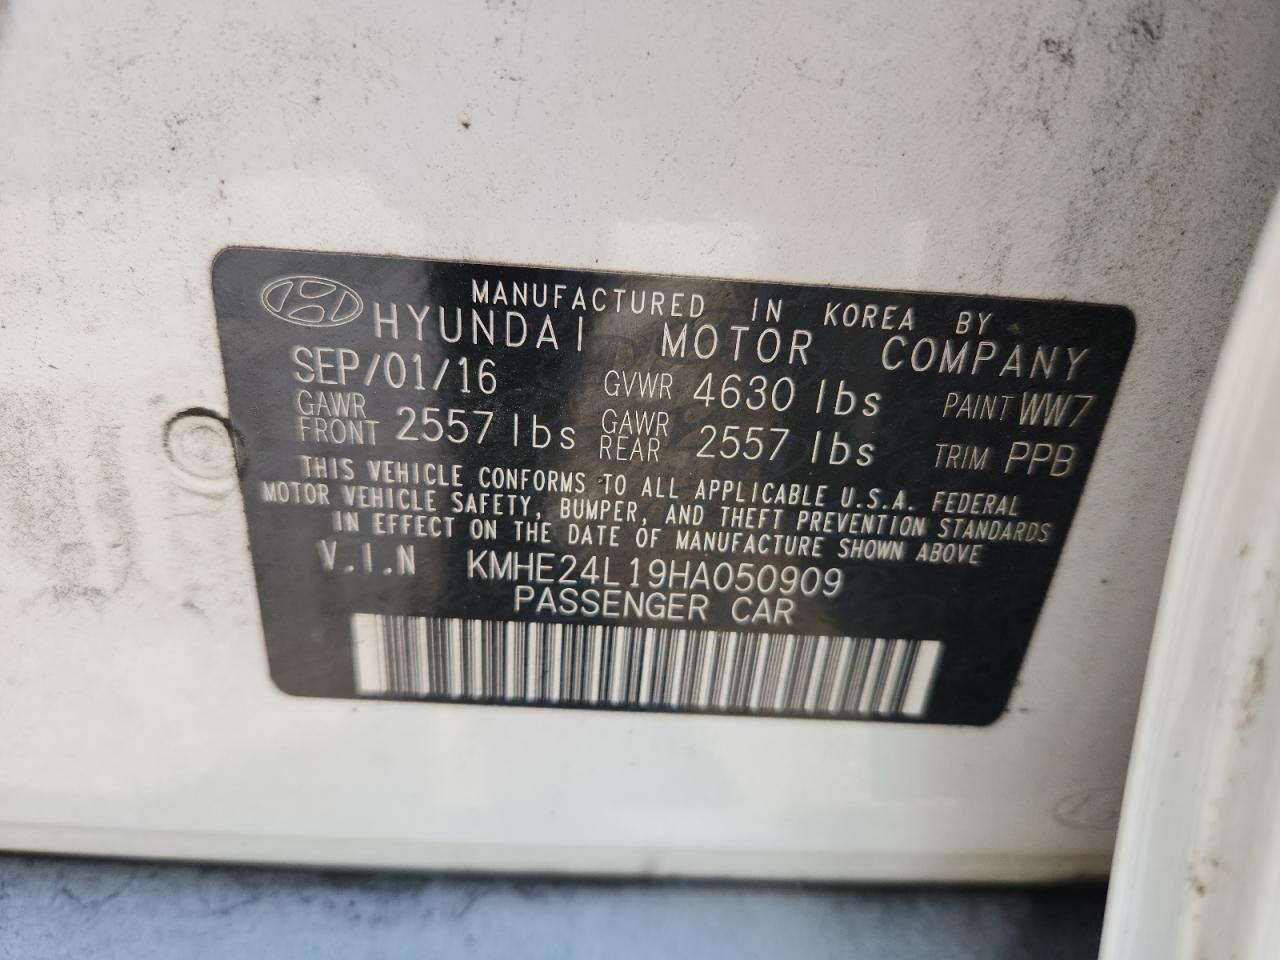 MANUFACTURED IN KOREA BY
HYUNDAI MOTOR COMPANY
SEP/01/16 GVWR 4630 lbs PAINT WW7
GAWR FRONT 2557 lbs GAWR REAR 2557 lbs TRIM PPB
THIS VEHICLE CONFORMS TO ALL APPLICABLE U.S.A. FEDERAL
MOTOR VEHICLE SAFETY, BUMPER, AND THEFT PREVENTION STANDARDS
IN EFFECT ON THE DATE OF MANUFACTURE SHOWN ABOVE
V.I.N KMHE24L19HA050909
PASSENGER CAR